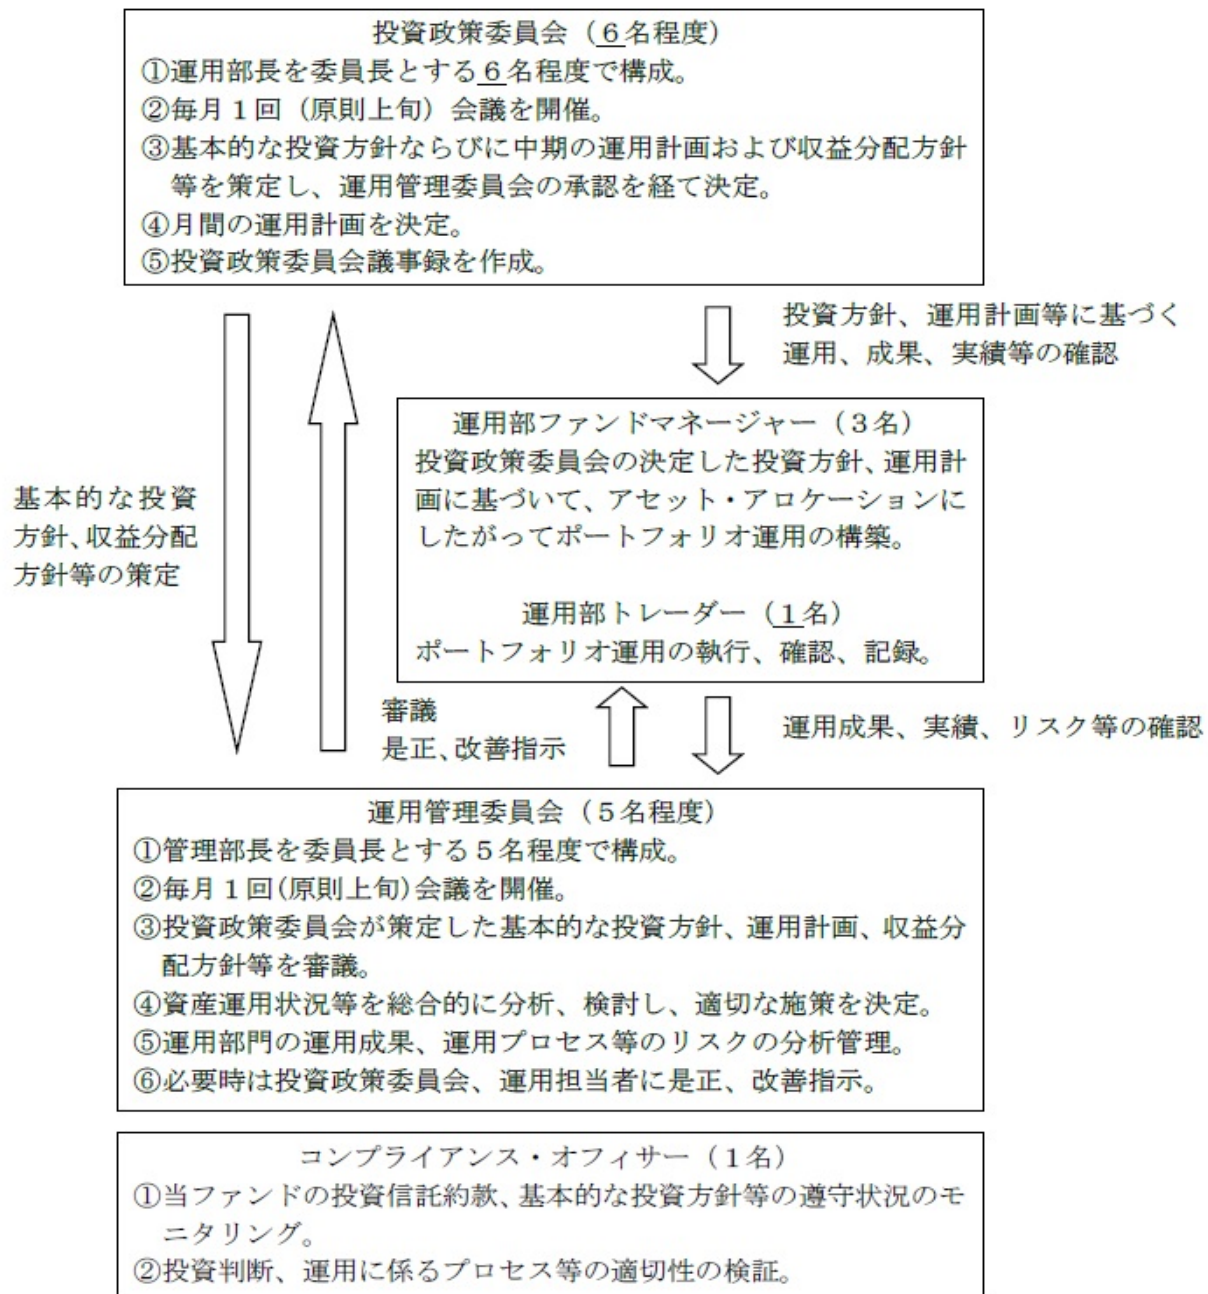 投資政策委員会(6名程度)
①運用部長を委員長とする6名程度で構成。
②毎月1回(原則上旬)会議を開催。
③基本的な投資方針ならびに中期の運用計画および収益分配方針
等を策定し、運用管理委員会の承認を経て決定。
④月間の運用計画を決定。
⑤投資政策委員会議事録を作成。
投資方針、運用計画等に基づく
運用、成果、実績等の確認
運用部ファンドマネージャー(3名)
投資政策委員会の決定した投資方針、運用計
画に基づいて、アセット・アロケーションに
したがってポートフォリオ運用の構築。
運用部トレーダー(1名)
ポートフォリオ運用の執行、確認、記録。
基本的な投資
方針、収益分配
方針等の策定
審議
是正、改善指示
運用成果、実績、リスク等の確認
運用管理委員会(5名程度)
①管理部長を委員長とする5名程度で構成。
②毎月1回(原則上旬)会議を開催。
③投資政策委員会が策定した基本的な投資方針、運用計画、収益分
配方針等を審議。
④資産運用状況等を総合的に分析、検討し、適切な施策を決定。
⑤運用部門の運用成果、運用プロセス等のリスクの分析管理。
⑥必要時は投資政策委員会、運用担当者に是正、改善指示。
コンプライアンス・オフィサー(1名)
①当ファンドの投資信託約款、基本的な投資方針等の遵守状況のモ
ニタリング。
②投資判断、運用に係るプロセス等の適切性の検証。